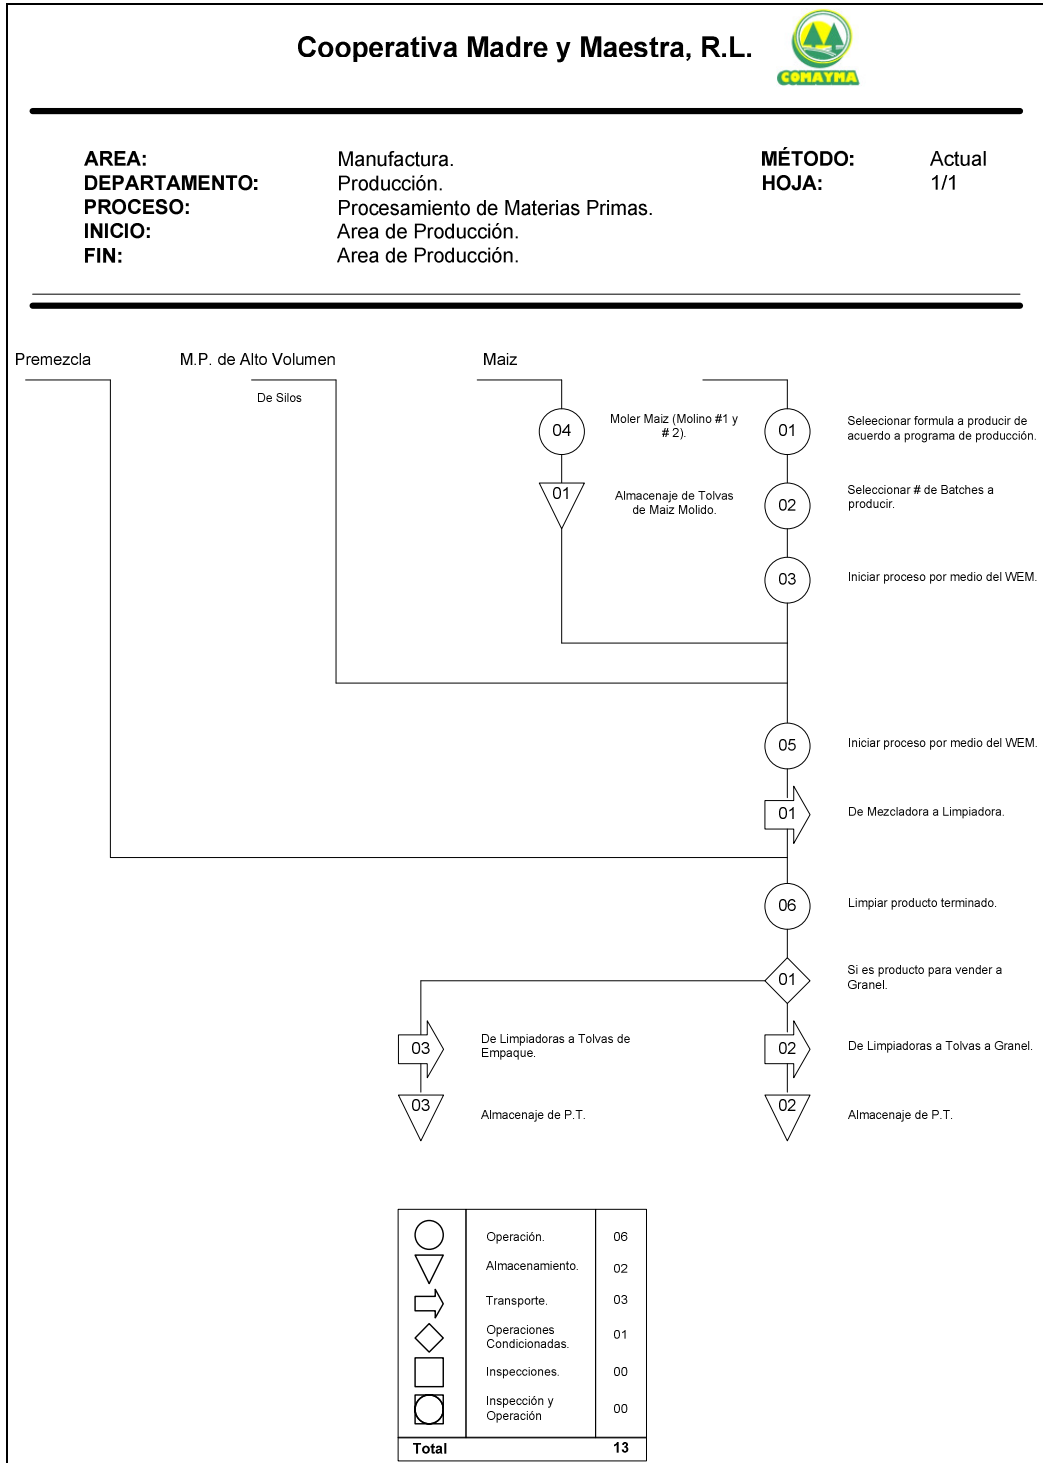 Cooperativa Madre y Maestra, R.L.
COMAYMA
AREA: Manufactura. MÉTODO: Actual
DEPARTAMENTO: Producción. HOJA: 1/1
PROCESO: Procesamiento de Materias Primas.
INICIO: Area de Producción.
FIN: Area de Producción.
Premezcla M.P. de Alto Volumen Maiz
De Silos
04
Moler Maiz (Molino #1 y
# 2).
01
Seleecionar formula a producir de
acuerdo a programa de producción.
01
Almacenaje de Tolvas
de Maiz Molido.
02
Seleccionar # de Batches a
producir.
03
Iniciar proceso por medio del WEM.
05
Iniciar proceso por medio del WEM.
01
De Mezcladora a Limpiadora.
06
Limpiar producto terminado.
01
Si es producto para vender a
Granel.
03
De Limpiadoras a Tolvas de
Empaque.
02
De Limpiadoras a Tolvas a Granel.
03
Almacenaje de P.T.
02
Almacenaje de P.T.
Operación. 06
Almacenamiento. 02
Transporte. 03
Operaciones
Condicionadas.
01
Inspecciones. 00
Inspección y
Operación
00
Total 13